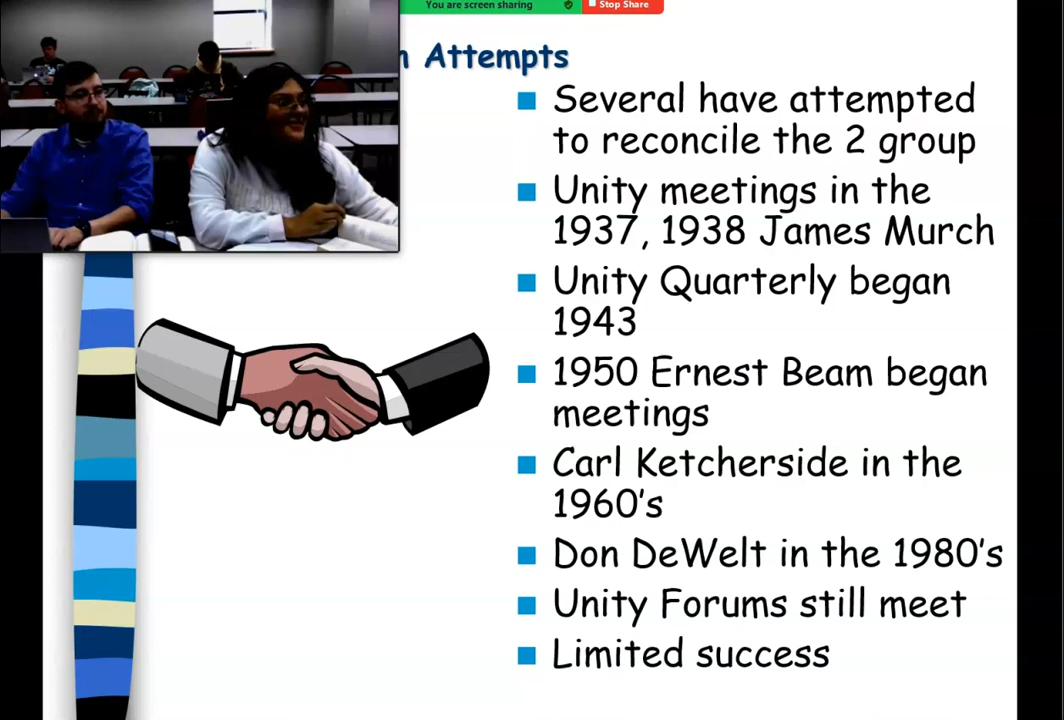 You are screen sharing
Stop Share
n Attempts
Several have attempted
to reconcile the 2 group
Unity meetings in the
1937, 1938 James Murch
Unity Quarterly began
1943
1950 Ernest Beam began
meetings
Carl Ketcherside in the
1960's
Don DeWelt in the 1980's
Unity Forums still meet
Limited success